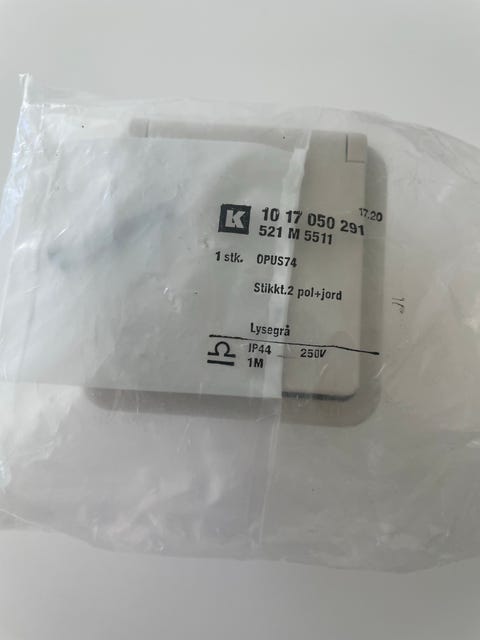 K 10 17 050 291 17.20
521 M 5511
1 stk. OPUS74
Stikkt.2 pol+jord
Lysegrå
IP44 250V
1M